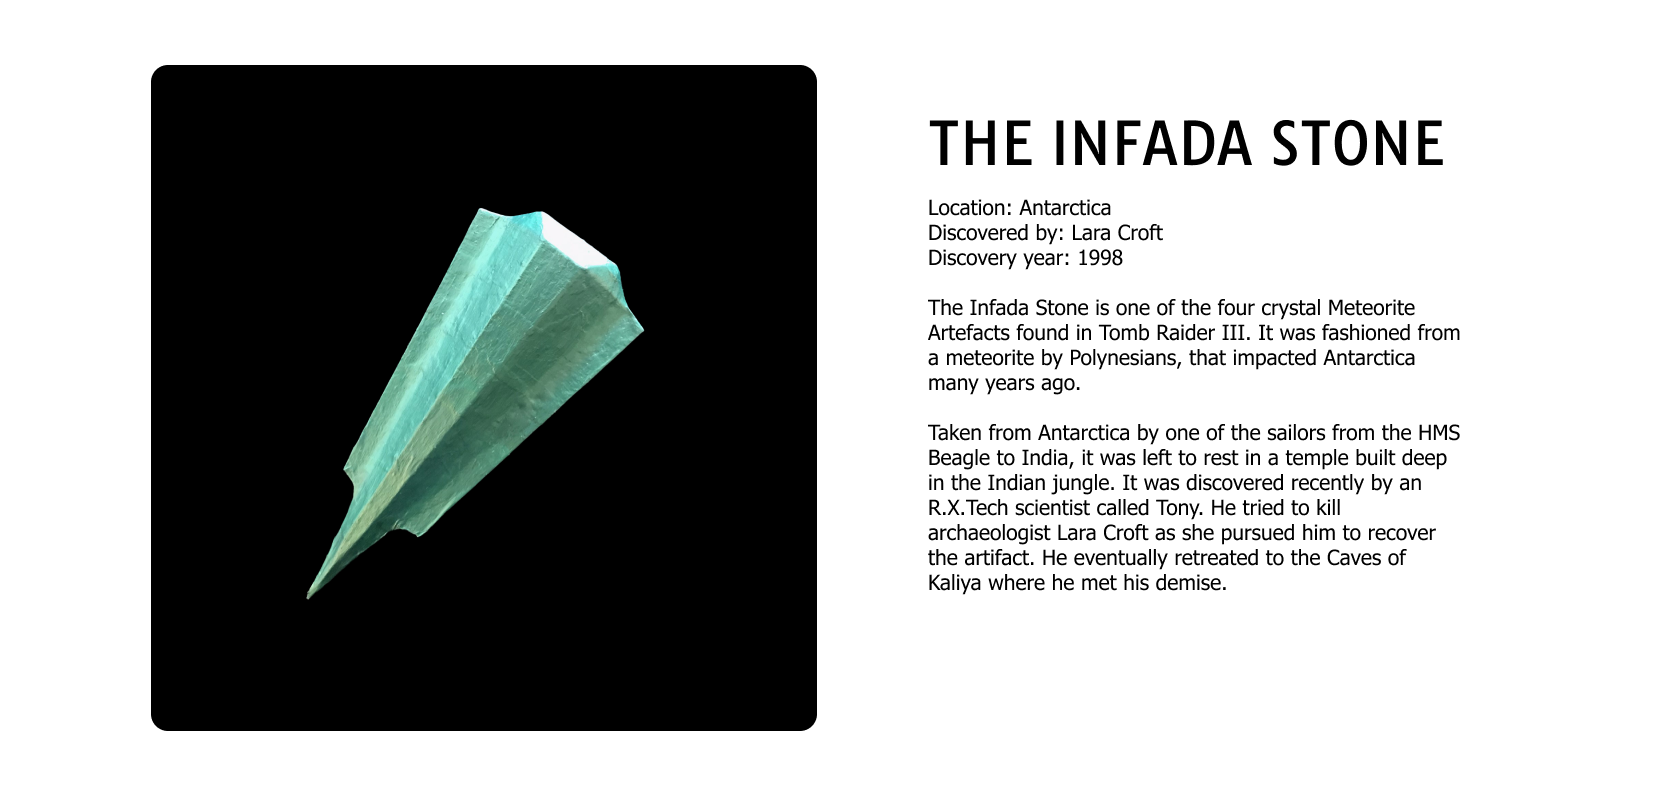 THE INFADA STONE
Location: Antarctica
Discovered by: Lara Croft
Discovery year: 1998
The Infada Stone is one of the four crystal Meteorite
Artefacts found in Tomb Raider III. It was fashioned from
a meteorite by Polynesians, that impacted Antarctica
many years ago.
Taken from Antarctica by one of the sailors from the HMS
Beagle to India, it was left to rest in a temple built deep
in the Indian jungle. It was discovered recently by an
R.X.Tech scientist called Tony. He tried to kill
archaeologist Lara Croft as she pursued him to recover
the artifact. He eventually retreated to the Caves of
Kaliya where he met his demise.